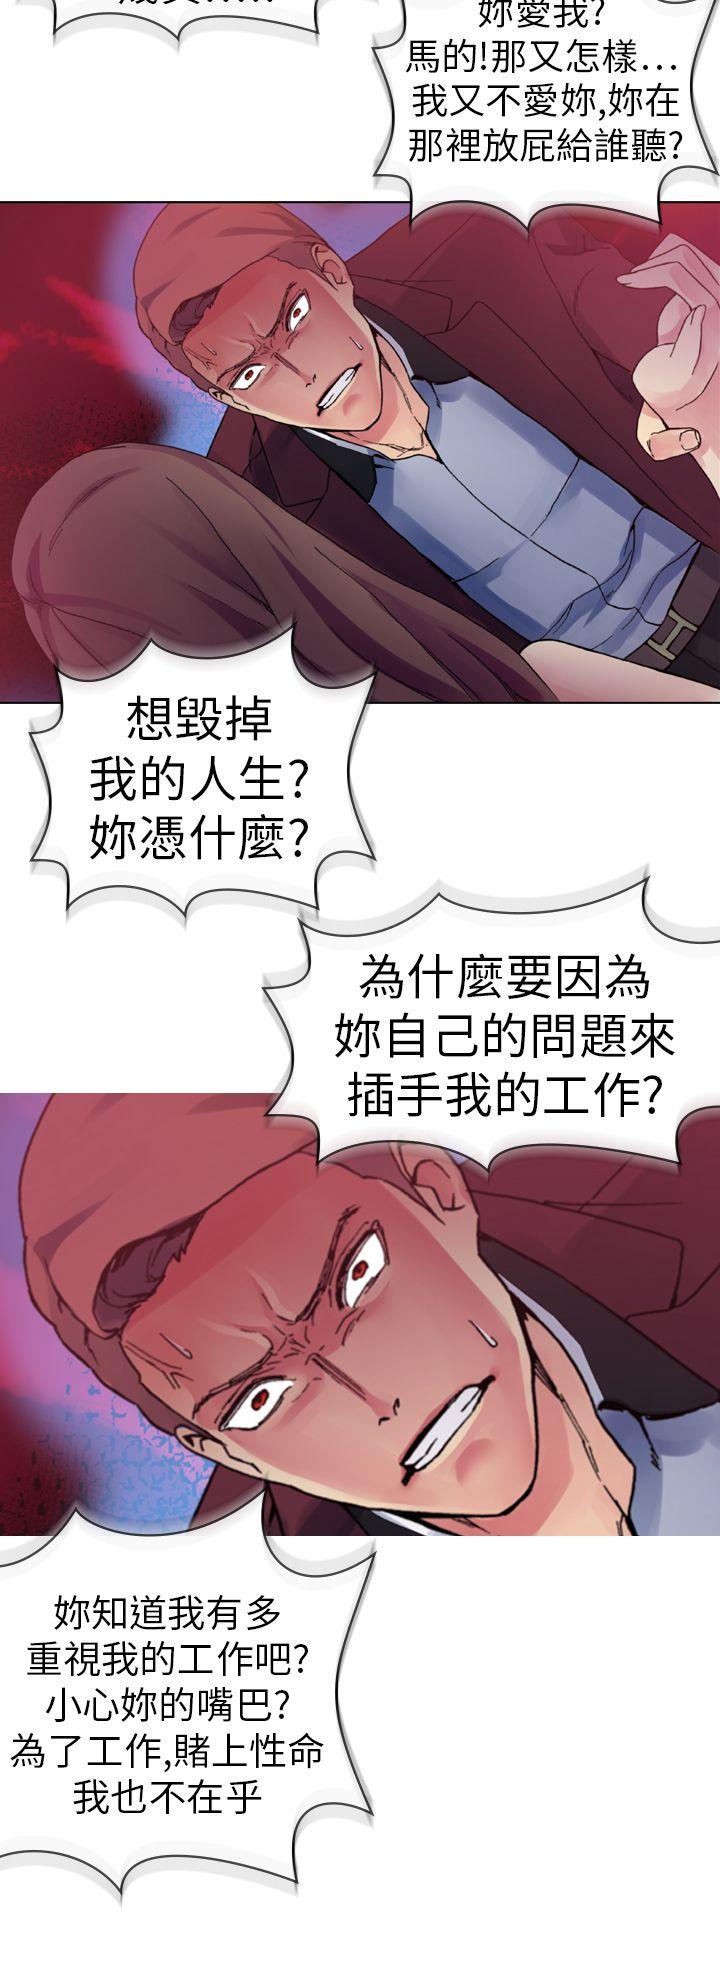 妳愛我?
馬的!那又怎樣…
我又不愛妳,妳在
那裡放屁給誰聽?
想毀掉
我的人生?
妳憑什麼?
為什麼要因為
妳自己的問題來
插手我的工作?
妳知道我有多
重視我的工作吧?
小心妳的嘴巴?
為了工作,賭上性命
我也不在乎